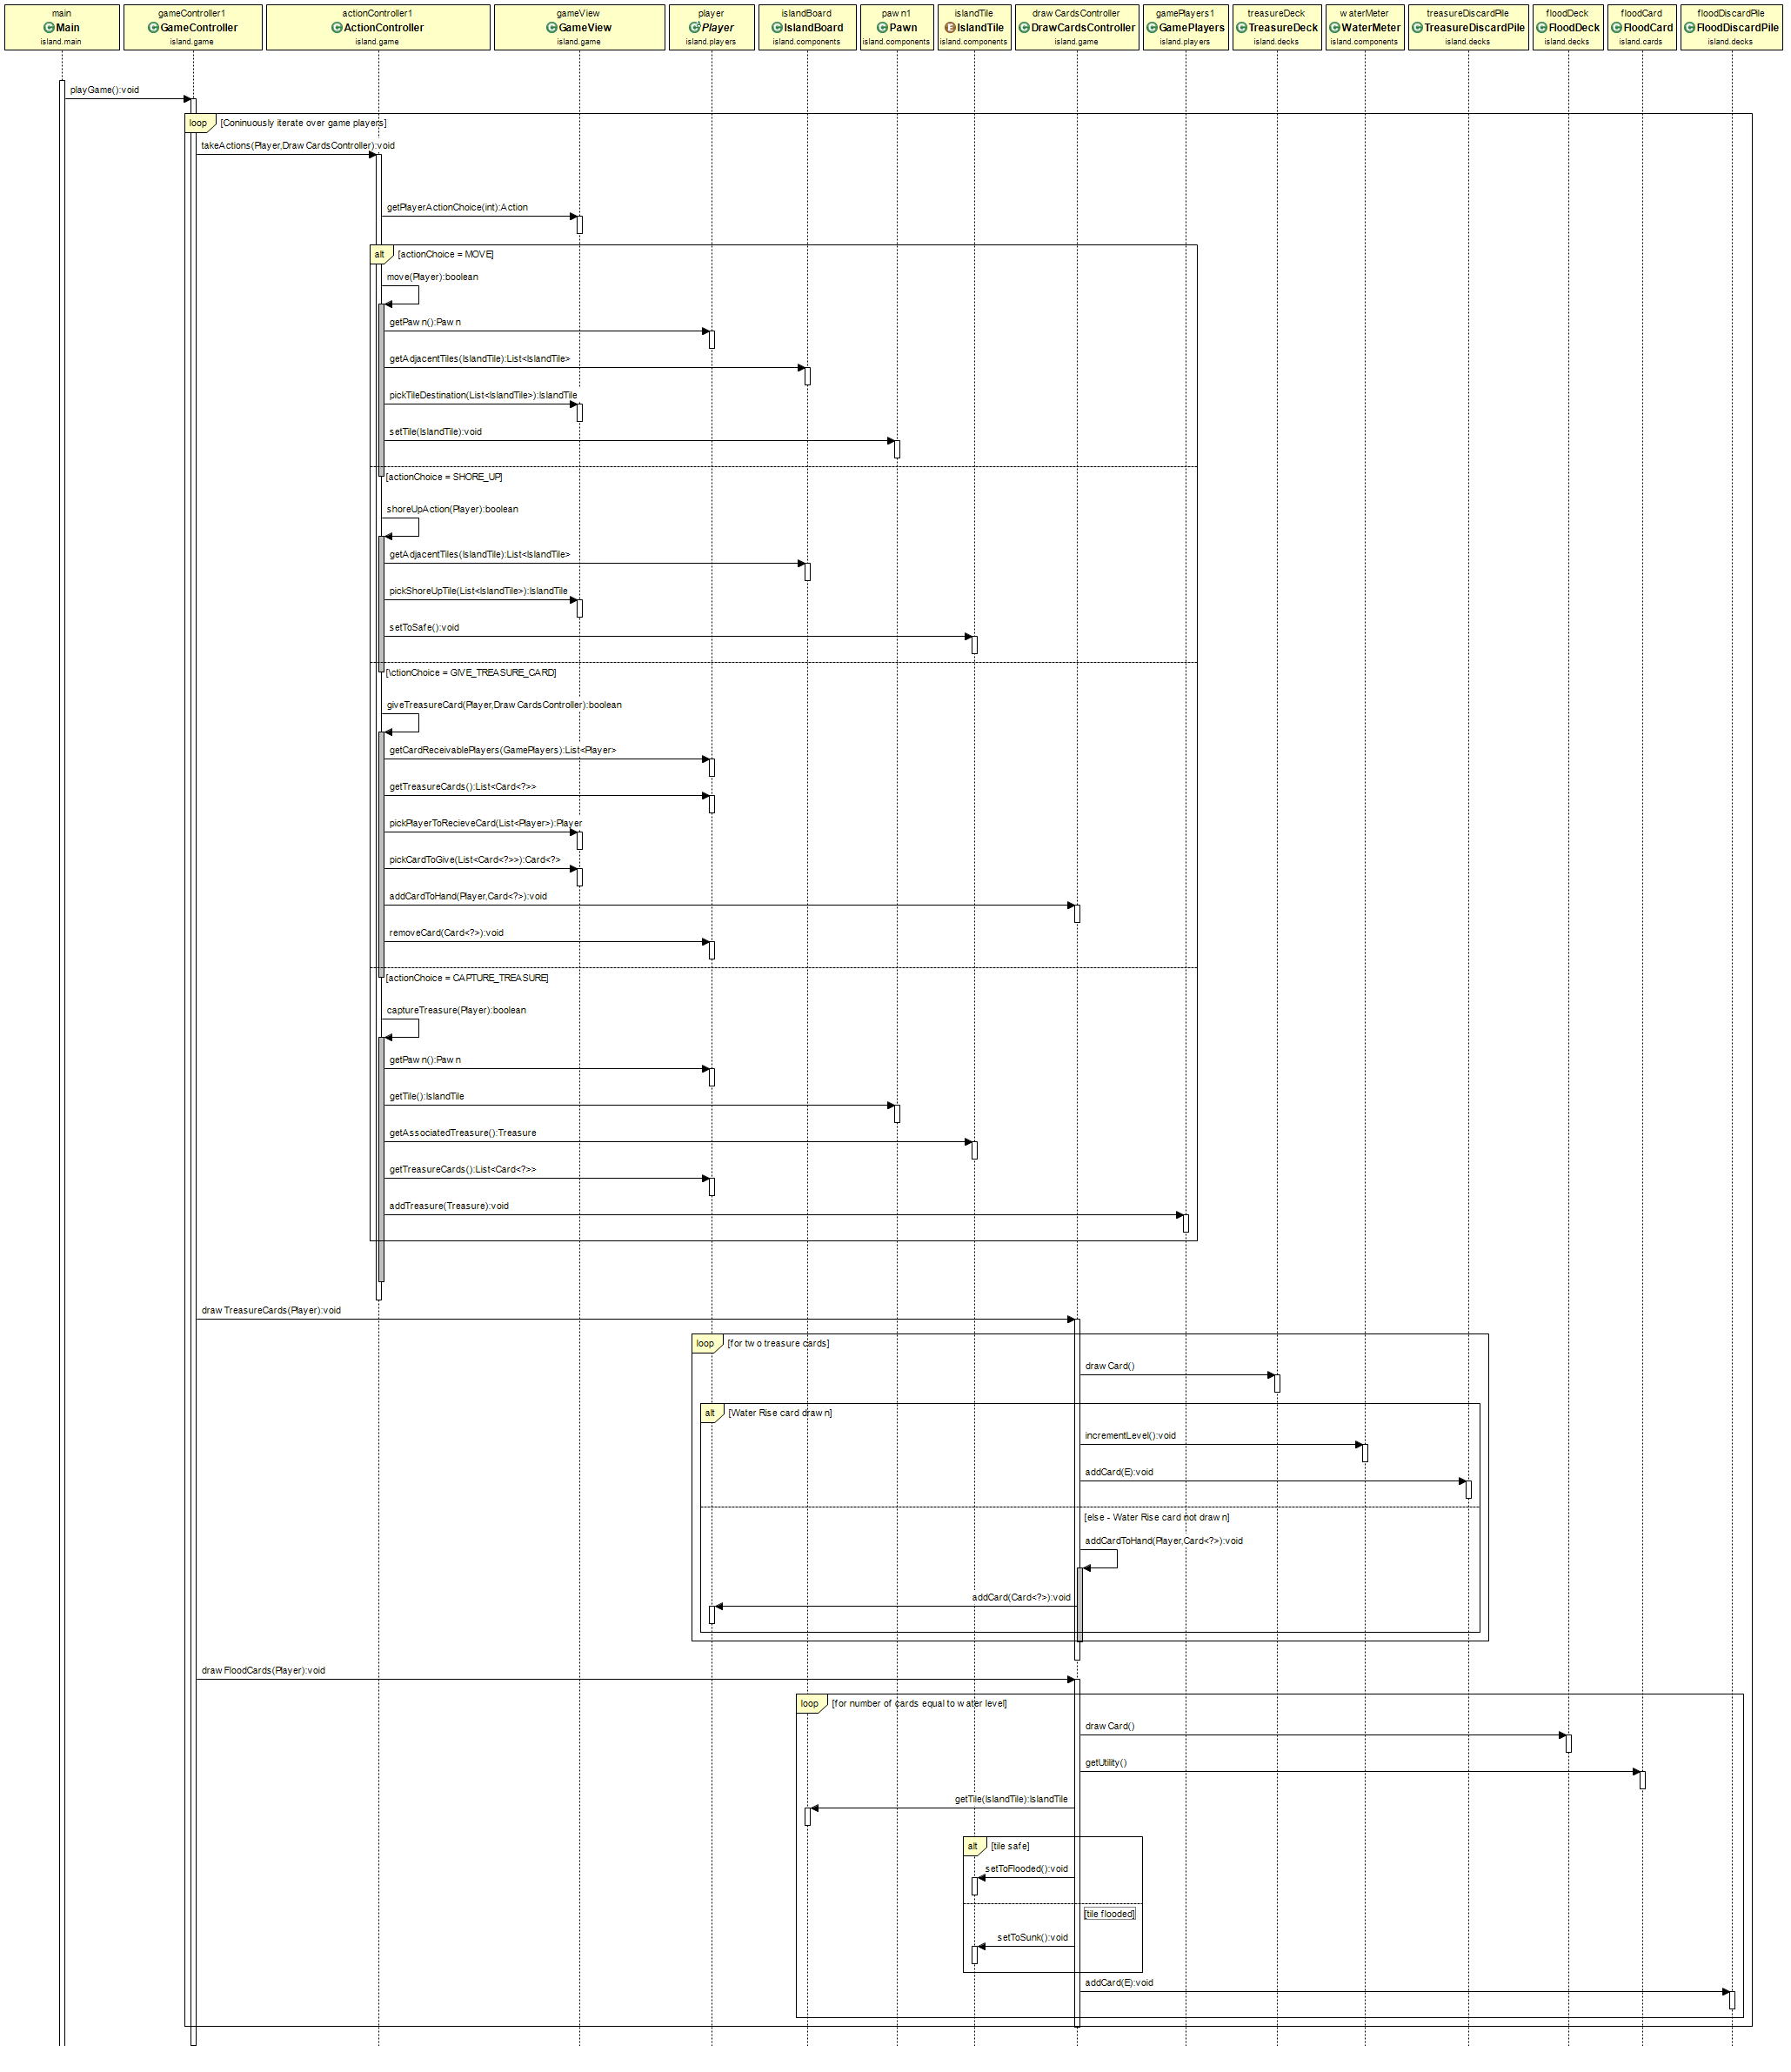 main
Main
island.main
gameController1
GameController
island.game
actionController1
ActionController
island.game
gameView
GameView
island.game
player
Player
island.players
islandBoard
IslandBoard
island.components
pawn1
Pawn
island.components
islandTile
IslandTile
island.components
drawCardsController
DrawCardsController
island.game
gamePlayers1
GamePlayers
island.players
treasureDeck
TreasureDeck
island.decks
waterMeter
WaterMeter
island.components
treasureDiscardPile
TreasureDiscardPile
island.decks
floodDeck
FloodDeck
island.decks
floodCard
FloodCard
island.cards
floodDiscardPile
FloodDiscardPile
island.decks
playGame():void
loop [Coninuously iterate over game players]
takeActions(Player,DrawCardsController):void
getPlayerActionChoice(int):Action
alt [actionChoice = MOVE]
move(Player):boolean
getPawn():Pawn
getAdjacentTiles(IslandTile):List<IslandTile>
pickTileDestination(List<IslandTile>):IslandTile
setTile(IslandTile):void
[actionChoice = SHORE_UP]
shoreUpAction(Player):boolean
getAdjacentTiles(IslandTile):List<IslandTile>
pickShoreUpTile(List<IslandTile>):IslandTile
setToSafe():void
[\ctionChoice = GIVE_TREASURE_CARD]
giveTreasureCard(Player,DrawCardsController):boolean
getCardReceivablePlayers(GamePlayers):List<Player>
getTreasureCards():List<Card<?>>
pickPlayerToRecieveCard(List<Player>):Player
pickCardToGive(List<Card<?>>):Card<?>
addCardToHand(Player,Card<?>):void
removeCard(Card<?>):void
[actionChoice = CAPTURE_TREASURE]
captureTreasure(Player):boolean
getPawn():Pawn
getTile():IslandTile
getAssociatedTreasure():Treasure
getTreasureCards():List<Card<?>>
addTreasure(Treasure):void
drawTreasureCards(Player):void
loop [for two treasure cards]
drawCard()
alt [Water Rise card drawn]
incrementLevel():void
addCard(E):void
[else - Water Rise card not drawn]
addCardToHand(Player,Card<?>):void
addCard(Card<?>):void
drawFloodCards(Player):void
loop [for number of cards equal to water level]
drawCard()
getUtility()
getTile(IslandTile):IslandTile
alt [tile safe]
setToFlooded():void
[tile flooded]
setToSunk():void
addCard(E):void